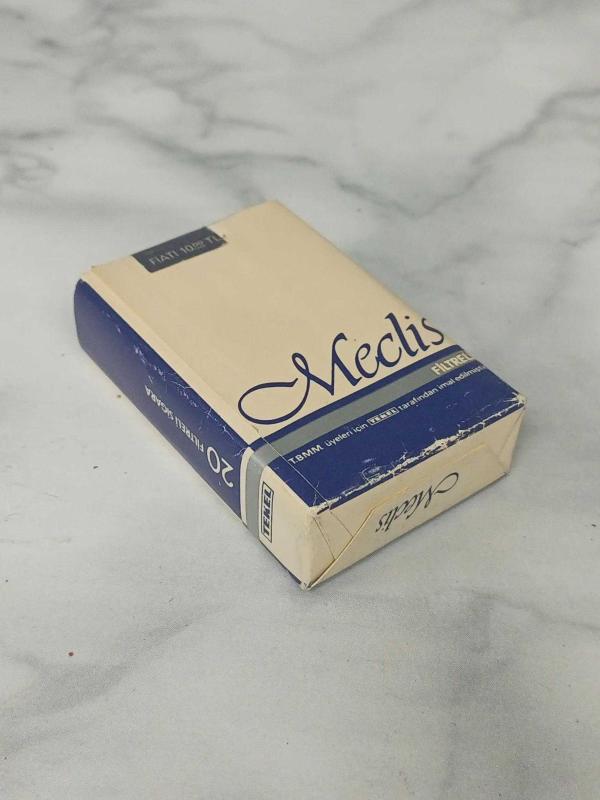 FİATI 10.00 TL.
Meclis
FİLTRELİ
T.B.M.M. üyeleri için TEKEL tarafından imal edilmiştir
20 FİLTRELİ SİGARA
TEKEL
Meclis